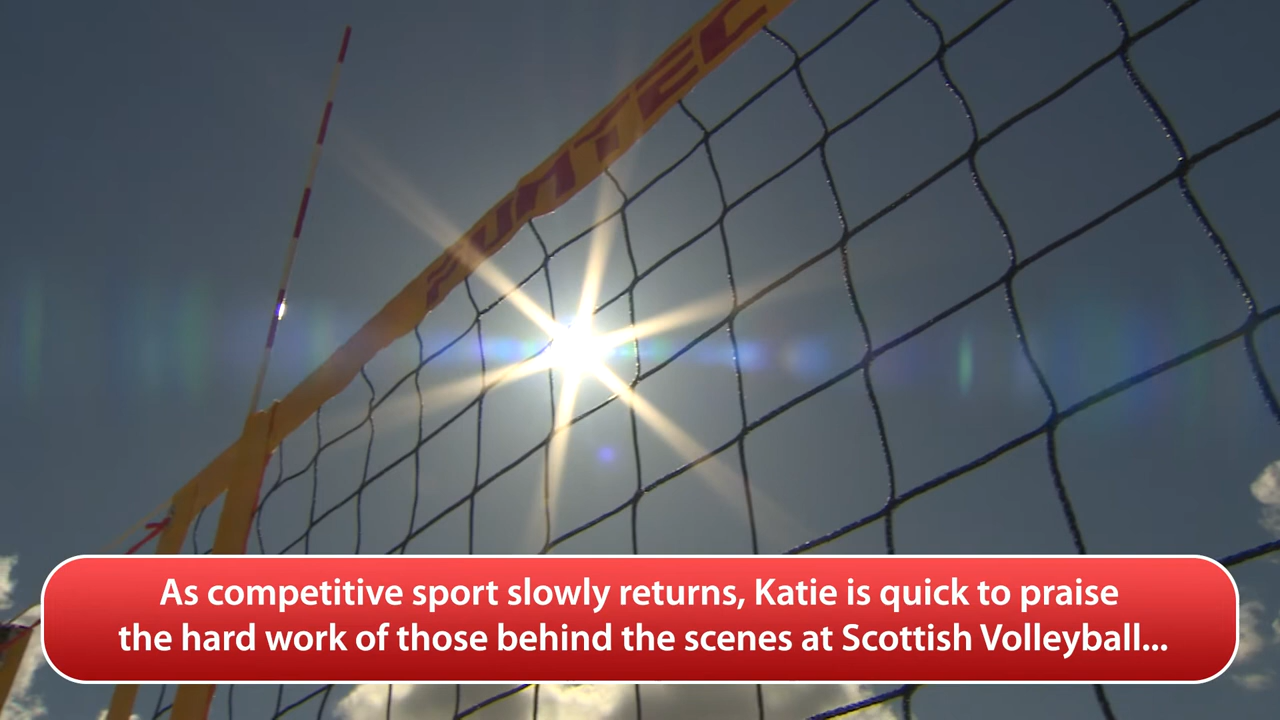 FUNTEC
As competitive sport slowly returns, Katie is quick to praise
the hard work of those behind the scenes at Scottish Volleyball...